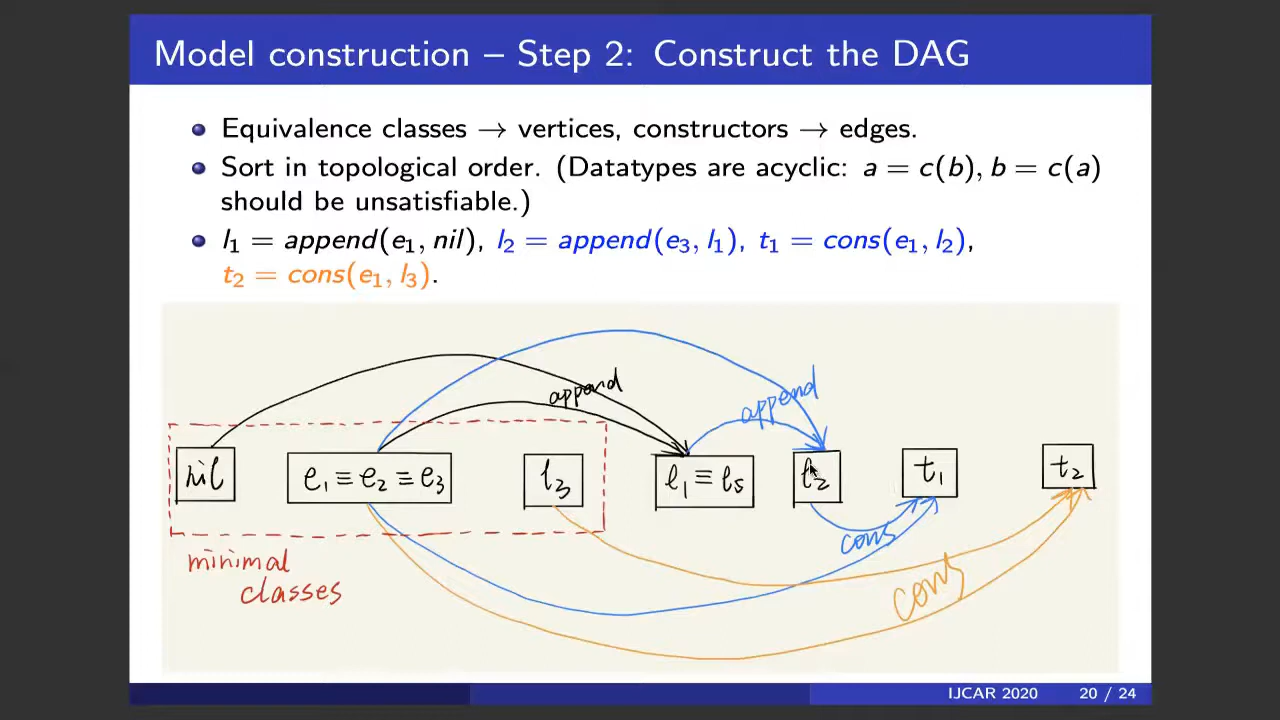 Model construction – Step 2: Construct the DAG
Equivalence classes → vertices, constructors → edges.
Sort in topological order. (Datatypes are acyclic: a = c(b), b = c(a)
should be unsatisfiable.)
l₁ = append(e₁, nil), l₂ = append(e₃, l₁), t₁ = cons(e₁, l₂),
t₂ = cons(e₁, l₃).
append
append
nil
e₁ ≡ e₂ ≡ e₃
l₃
l₁ ≡ l₅
l₂
t₁
t₂
cons
cons
minimal
classes
IJCAR 2020
20 / 24